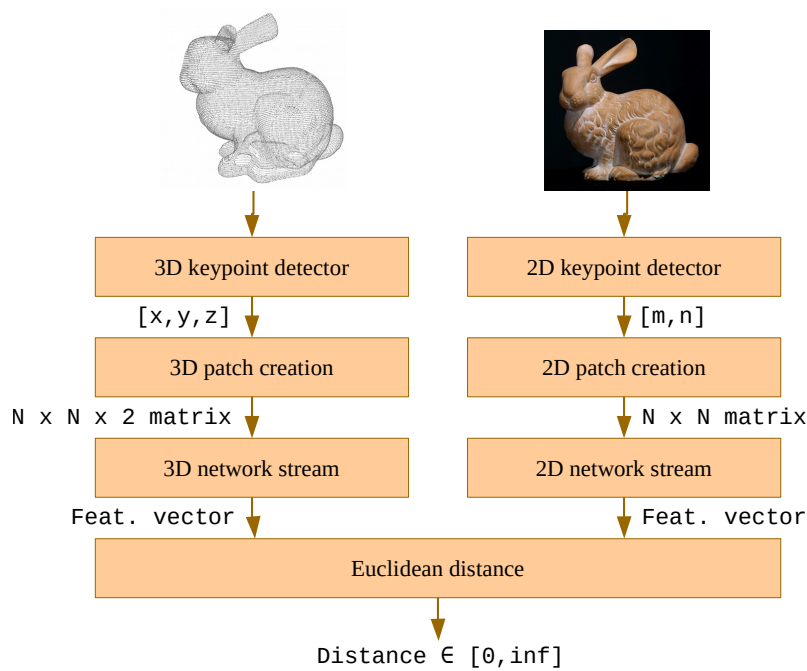 3D keypoint detector
2D keypoint detector
[x,y,z]
[m,n]
3D patch creation
2D patch creation
N x N x 2 matrix
N x N matrix
3D network stream
2D network stream
Feat. vector
Feat. vector
Euclidean distance
Distance ∈ [0,inf]